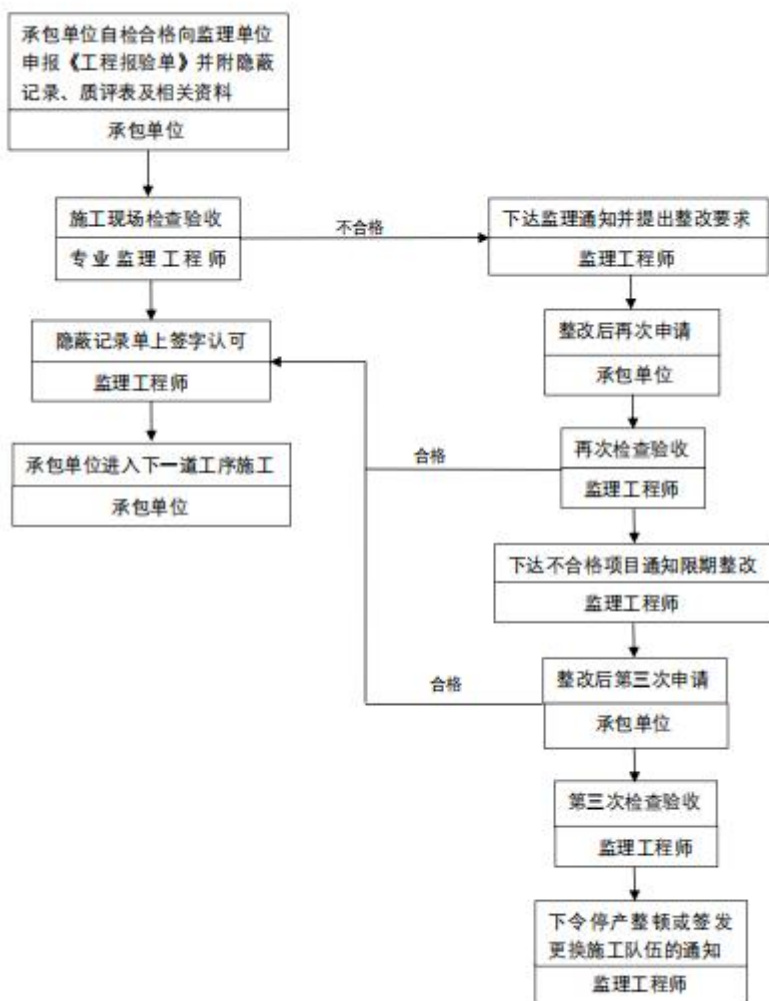 承包单位自检合格向监理单位
申报《工程报验单》并附隐蔽
记录、质评表及相关资料
承包单位
施工现场检查验收
专业监理工程师
不合格
下达监理通知并提出整改要求
监理工程师
隐蔽记录单上签字认可
监理工程师
整改后再次申请
承包单位
承包单位进入下一道工序施工
承包单位
合格
再次检查验收
监理工程师
下达不合格项目通知限期整改
监理工程师
合格
整改后第三次申请
承包单位
第三次检查验收
监理工程师
下令停产整顿或签发
更换施工队伍的通知
监理工程师